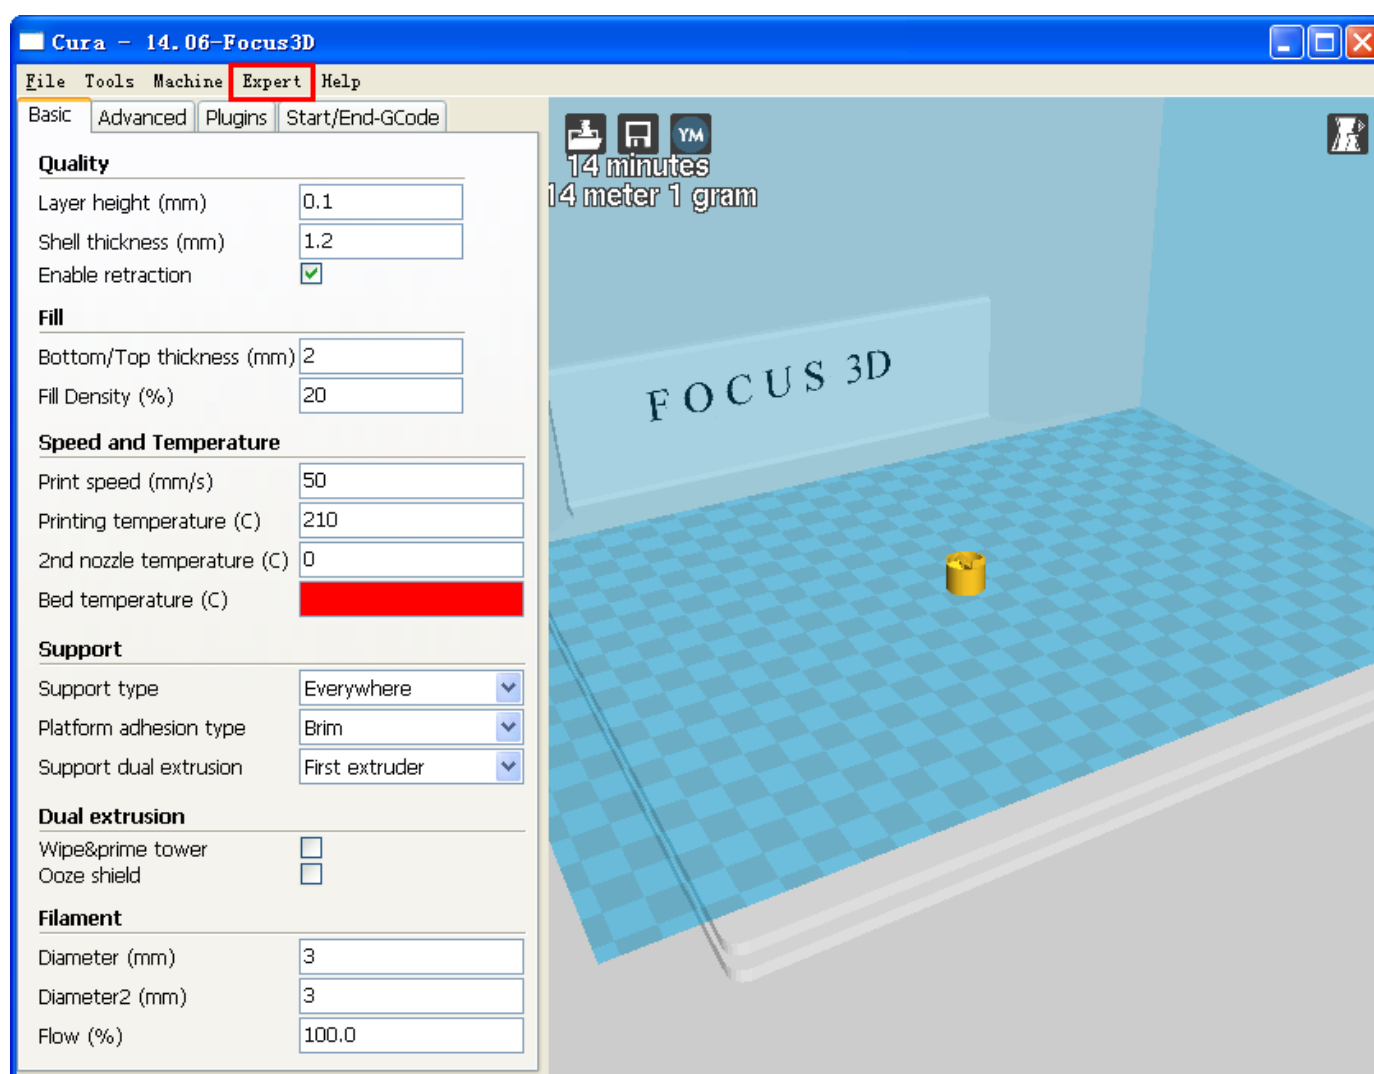 Cura - 14.06-Focus3D
File Tools Machine Expert Help
Basic Advanced Plugins Start/End-GCode
Quality
Layer height (mm) 0.1
Shell thickness (mm) 1.2
Enable retraction
Fill
Bottom/Top thickness (mm) 2
Fill Density (%) 20
Speed and Temperature
Print speed (mm/s) 50
Printing temperature (C) 210
2nd nozzle temperature (C) 0
Bed temperature (C)
Support
Support type Everywhere
Platform adhesion type Brim
Support dual extrusion First extruder
Dual extrusion
Wipe&prime tower
Ooze shield
Filament
Diameter (mm) 3
Diameter2 (mm) 3
Flow (%) 100.0
YM
14 minutes
14 meter 1 gram
FOCUS 3D